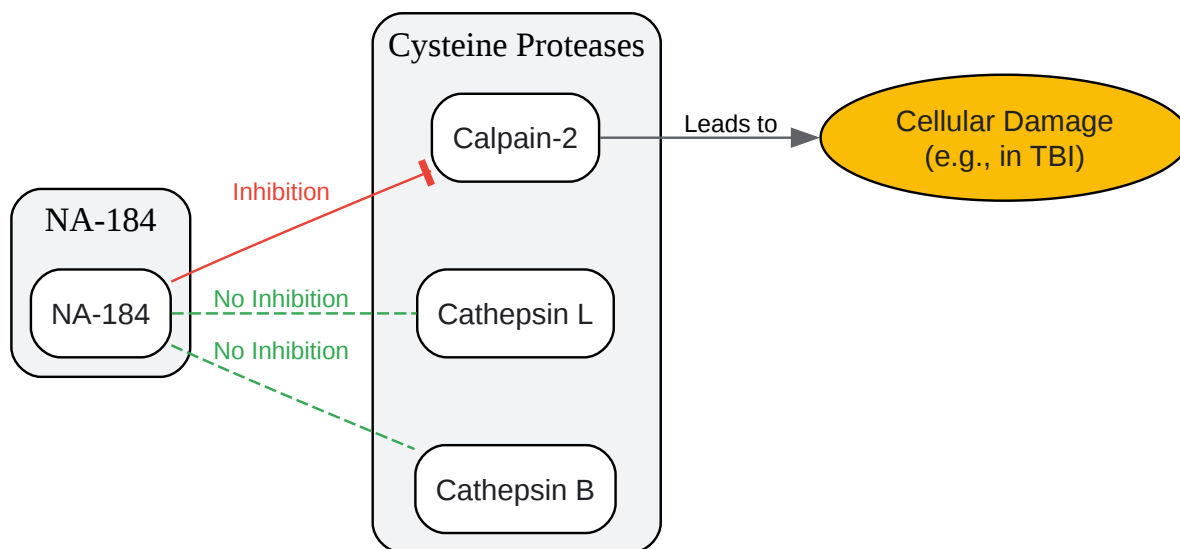 Cysteine Proteases
Calpain-2
Leads to
Cellular Damage
(e.g., in TBI)
Inhibition
NA-184
NA-184
No Inhibition
Cathepsin L
No Inhibition
Cathepsin B